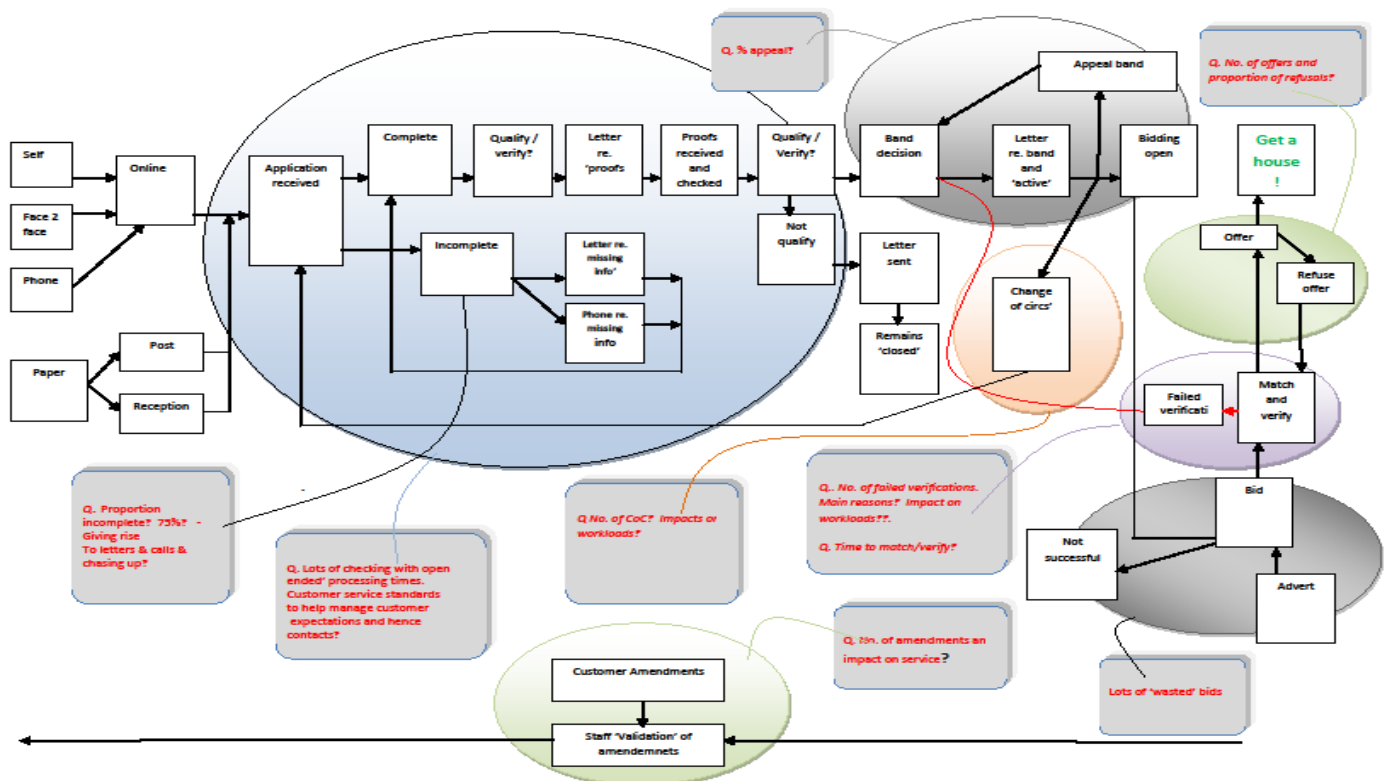 Q. % appeal?
Appeal band
Q. No. of offers and
proportion of refusals?
Self
Online
Face 2
face
Phone
Application
received
Complete
Qualify /
verify?
Letter
re.
'proofs
Proofs
received
and
checked
Qualify /
Verify?
Band
decision
Letter
re. band
and
'active'
Bidding
open
Get a
house
!
Not
qualify
Incomplete
Letter re.
missing
info'
Phone re.
missing
info
Letter
sent
Remains
'closed'
Change
of circs'
Offer
Refuse
offer
Paper
Post
Reception
Failed
verificati
Match
and
verify
Bid
Not
successful
Advert
Q. Proportion
incomplete? 75%? -
Giving rise
To letters & calls &
chasing up?
Q. Lots of checking with open
ended' processing times.
Customer service standards
to help manage customer
expectations and hence
contacts?
Q No. of CoC? Impacts or
workloads?
Q.. No. of failed verifications.
Main reasons? Impact on
workloads??.
Q. Time to match/verify?
Q. No. of amendments an
impact on service?
Lots of 'wasted' bids
Customer Amendments
Staff 'Validation' of
amendemnets